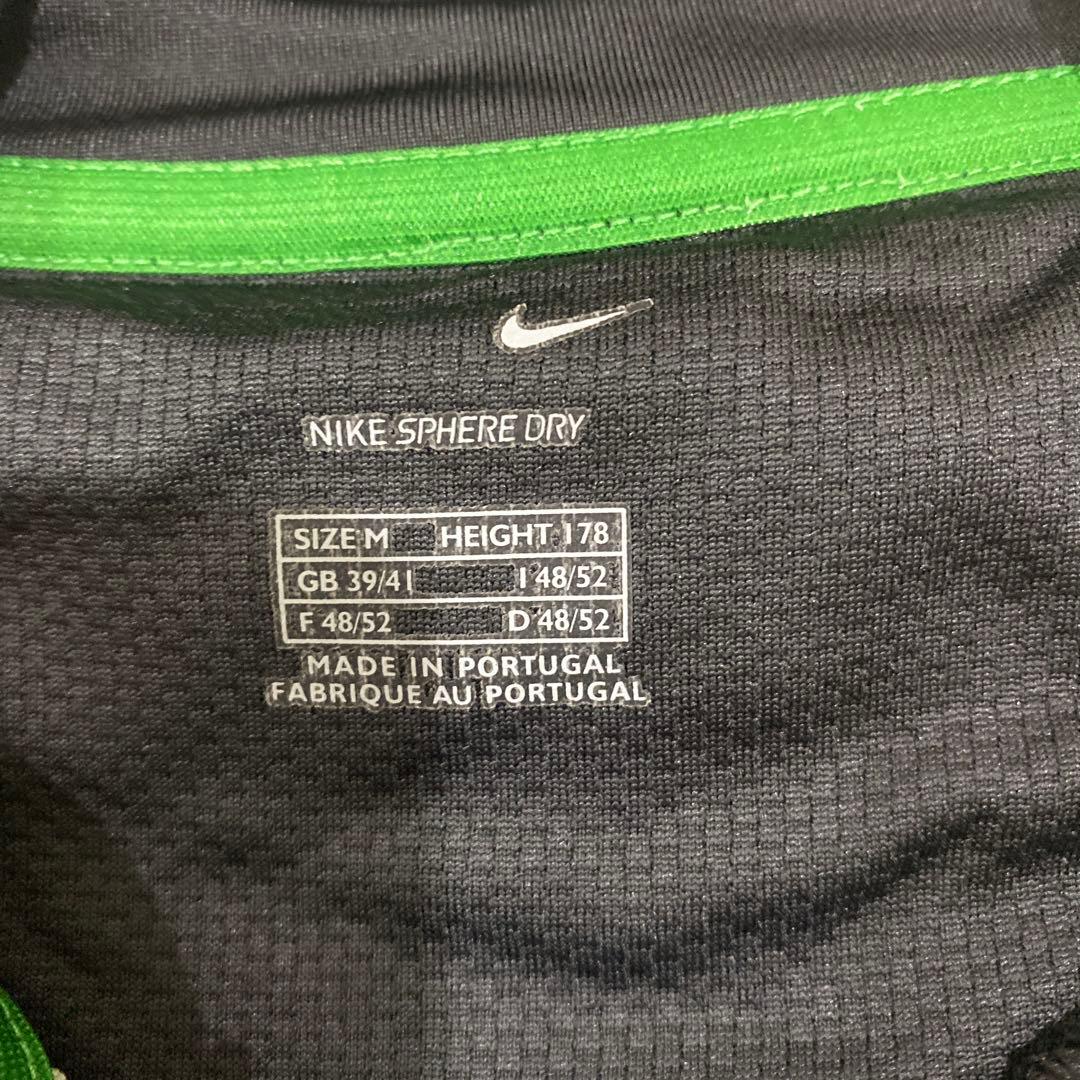 NIKE SPHERE DRY
SIZE M HEIGHT 178
GB 39/41 I 48/52
F 48/52 D 48/52
MADE IN PORTUGAL
FABRIQUE AU PORTUGAL